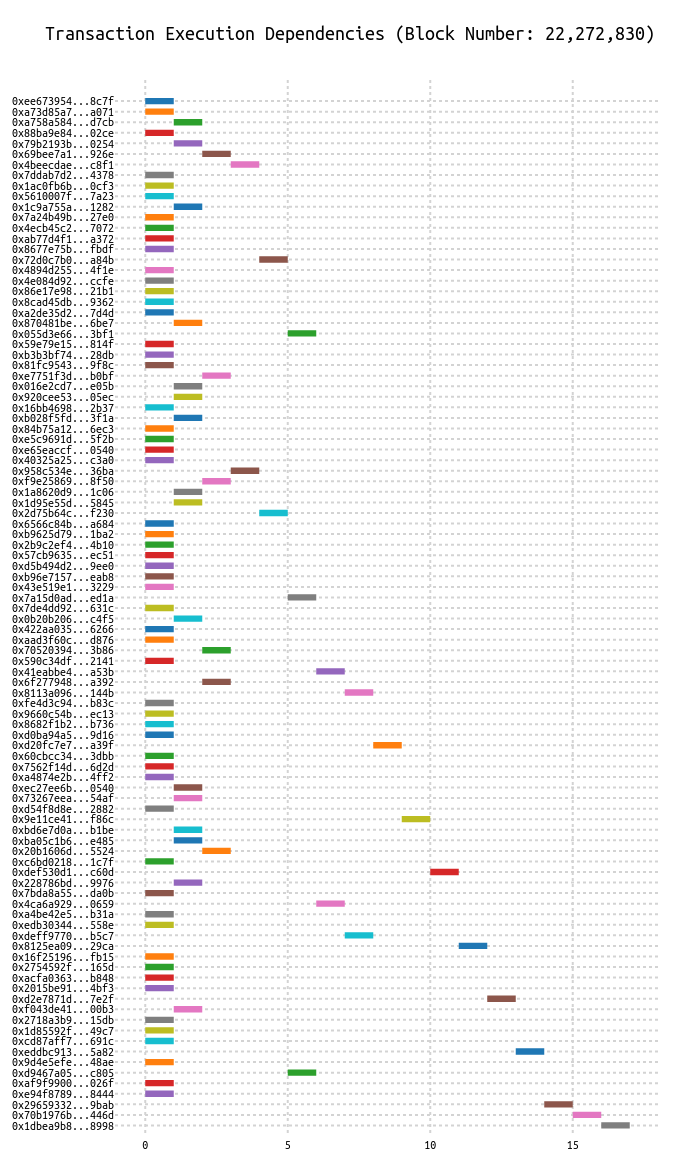 Transaction Execution Dependencies (Block Number: 22,272,830)
0xee673954...8c7f
0xa73d85a7...a071
0xa758a584...d7cb
0x88ba9e84...02ce
0x79b2193b...0254
0x69bee7a1...926e
0x4beecdae...c8f1
0x7ddab7d2...4378
0x1ac0fb6b...0cf3
0x5610007f...7a23
0x1c9a755a...1282
0x7a24b49b...27e0
0x4ecb45c2...7072
0xab77d4f1...a372
0x8677e75b...fbdf
0x72d0c7b0...a84b
0x4894d255...4f1e
0x4e084d92...ccfe
0x86e17e98...21b1
0x8cad45db...9362
0xa2de35d2...7d4d
0x870481be...6be7
0x055d3e66...3bf1
0x59e79e15...814f
0xb3b3bf74...28db
0x81fc9543...9f8c
0xe7751f3d...b0bf
0x016e2cd7...e05b
0x920cee53...05ec
0x16bb4698...2b37
0xb028f5fd...3f1a
0x84b75a12...6ec3
0xe5c9691d...5f2b
0xe65eaccf...0540
0x40325a25...c3a0
0x958c534e...36ba
0xf9e25869...8f50
0x1a8620d9...1c06
0x1d95e55d...5845
0x2d75b64c...f230
0x6566c84b...a684
0xb9625d79...1ba2
0x2b9c2ef4...4b10
0x57cb9635...ec51
0xd5b494d2...9ee0
0xb96e7157...eab8
0x43e519e1...3229
0x7a15d0ad...ed1a
0x7de4dd92...631c
0x0b20b206...c4f5
0x422aa035...6266
0xaad3f60c...d876
0x70520394...3b86
0x590c34df...2141
0x41eabbe4...a53b
0x6f277948...a392
0x8113a096...144b
0xfe4d3c94...b83c
0x9660c54b...ec13
0x8682f1b2...b736
0xd0ba94a5...9d16
0xd20fc7e7...a39f
0x60cbcc34...3dbb
0x7562f14d...6d2d
0xa4874e2b...4ff2
0xec27ee6b...0540
0x73267eea...54af
0xd54f8d8e...2882
0x9e11ce41...f86c
0xbd6e7d0a...b1be
0xba05c1b6...e485
0x20b1606d...5524
0xc6bd0218...1c7f
0xdef530d1...c60d
0x228786bd...9976
0x7bda8a55...da0b
0x4ca6a929...0659
0xa4be42e5...b31a
0xedb30344...558e
0xdeff9770...b5c7
0x8125ea09...29ca
0x16f25196...fb15
0x2754592f...165d
0xacfa0363...b848
0x2015be91...4bf3
0xd2e7871d...7e2f
0xf043de41...00b3
0x2718a3b9...15db
0x1d85592f...49c7
0xcd87aff7...691c
0xeddbc913...5a82
0x9d4e5efe...48ae
0xd9467a05...c805
0xaf9f9900...026f
0xe94f8789...8444
0x29659332...9bab
0x70b1976b...446d
0x1dbea9b8...8998
0 5 10 15